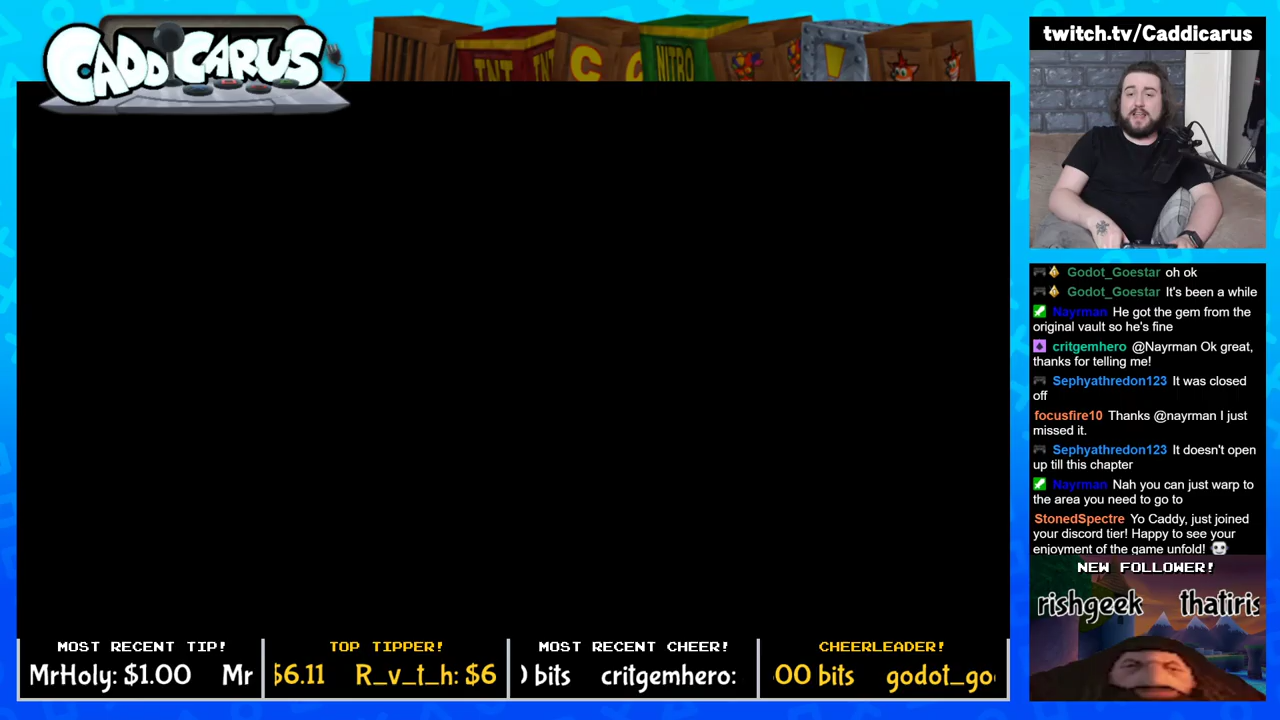 CADDICARUS
TNT TNT C C NITRO
twitch.tv/Caddicarus
Godot_Goestar oh ok
Godot_Goestar It's been a while
Nayrman He got the gem from the
original vault so he's fine
critgemhero @Nayrman Ok great,
thanks for telling me!
Sephyathredon123 It was closed
off
focusfire10 Thanks @nayrman I just
missed it.
Sephyathredon123 It doesn't open
up till this chapter
Nayrman Nah you can just warp to
the area you need to go to
StonedSpectre Yo Caddy, just joined
your discord tier! Happy to see your
enjoyment of the game unfold!
NEW FOLLOWER!
rishgeek thatiris
MOST RECENT TIP!
MrHoly: $1.00 Mr
TOP TIPPER!
$6.11 R_v_t_h: $6
MOST RECENT CHEER!
) bits critgemhero:
CHEERLEADER!
00 bits godot_go